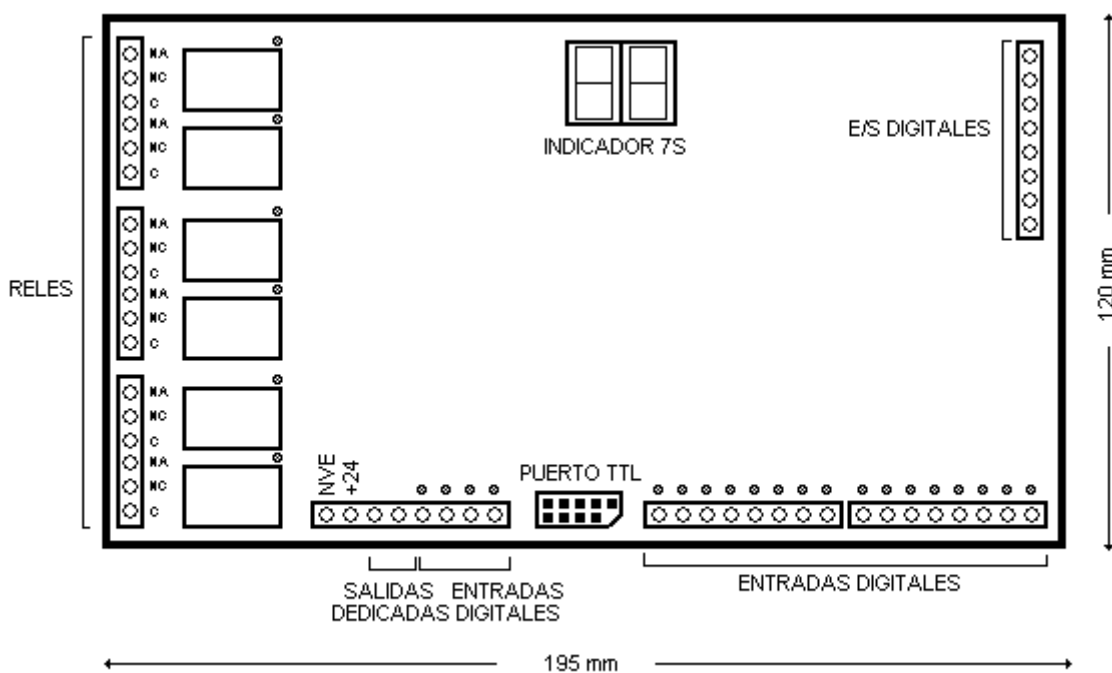 NA
NC
C
NA
NC
C
NA
NC
C
NA
NC
C
NA
NC
C
NA
NC
C
RELES
INDICADOR 7S
E/S DIGITALES
120 mm
NVE
+24
PUERTO TTL
SALIDAS ENTRADAS
DEDICADAS DIGITALES
ENTRADAS DIGITALES
195 mm